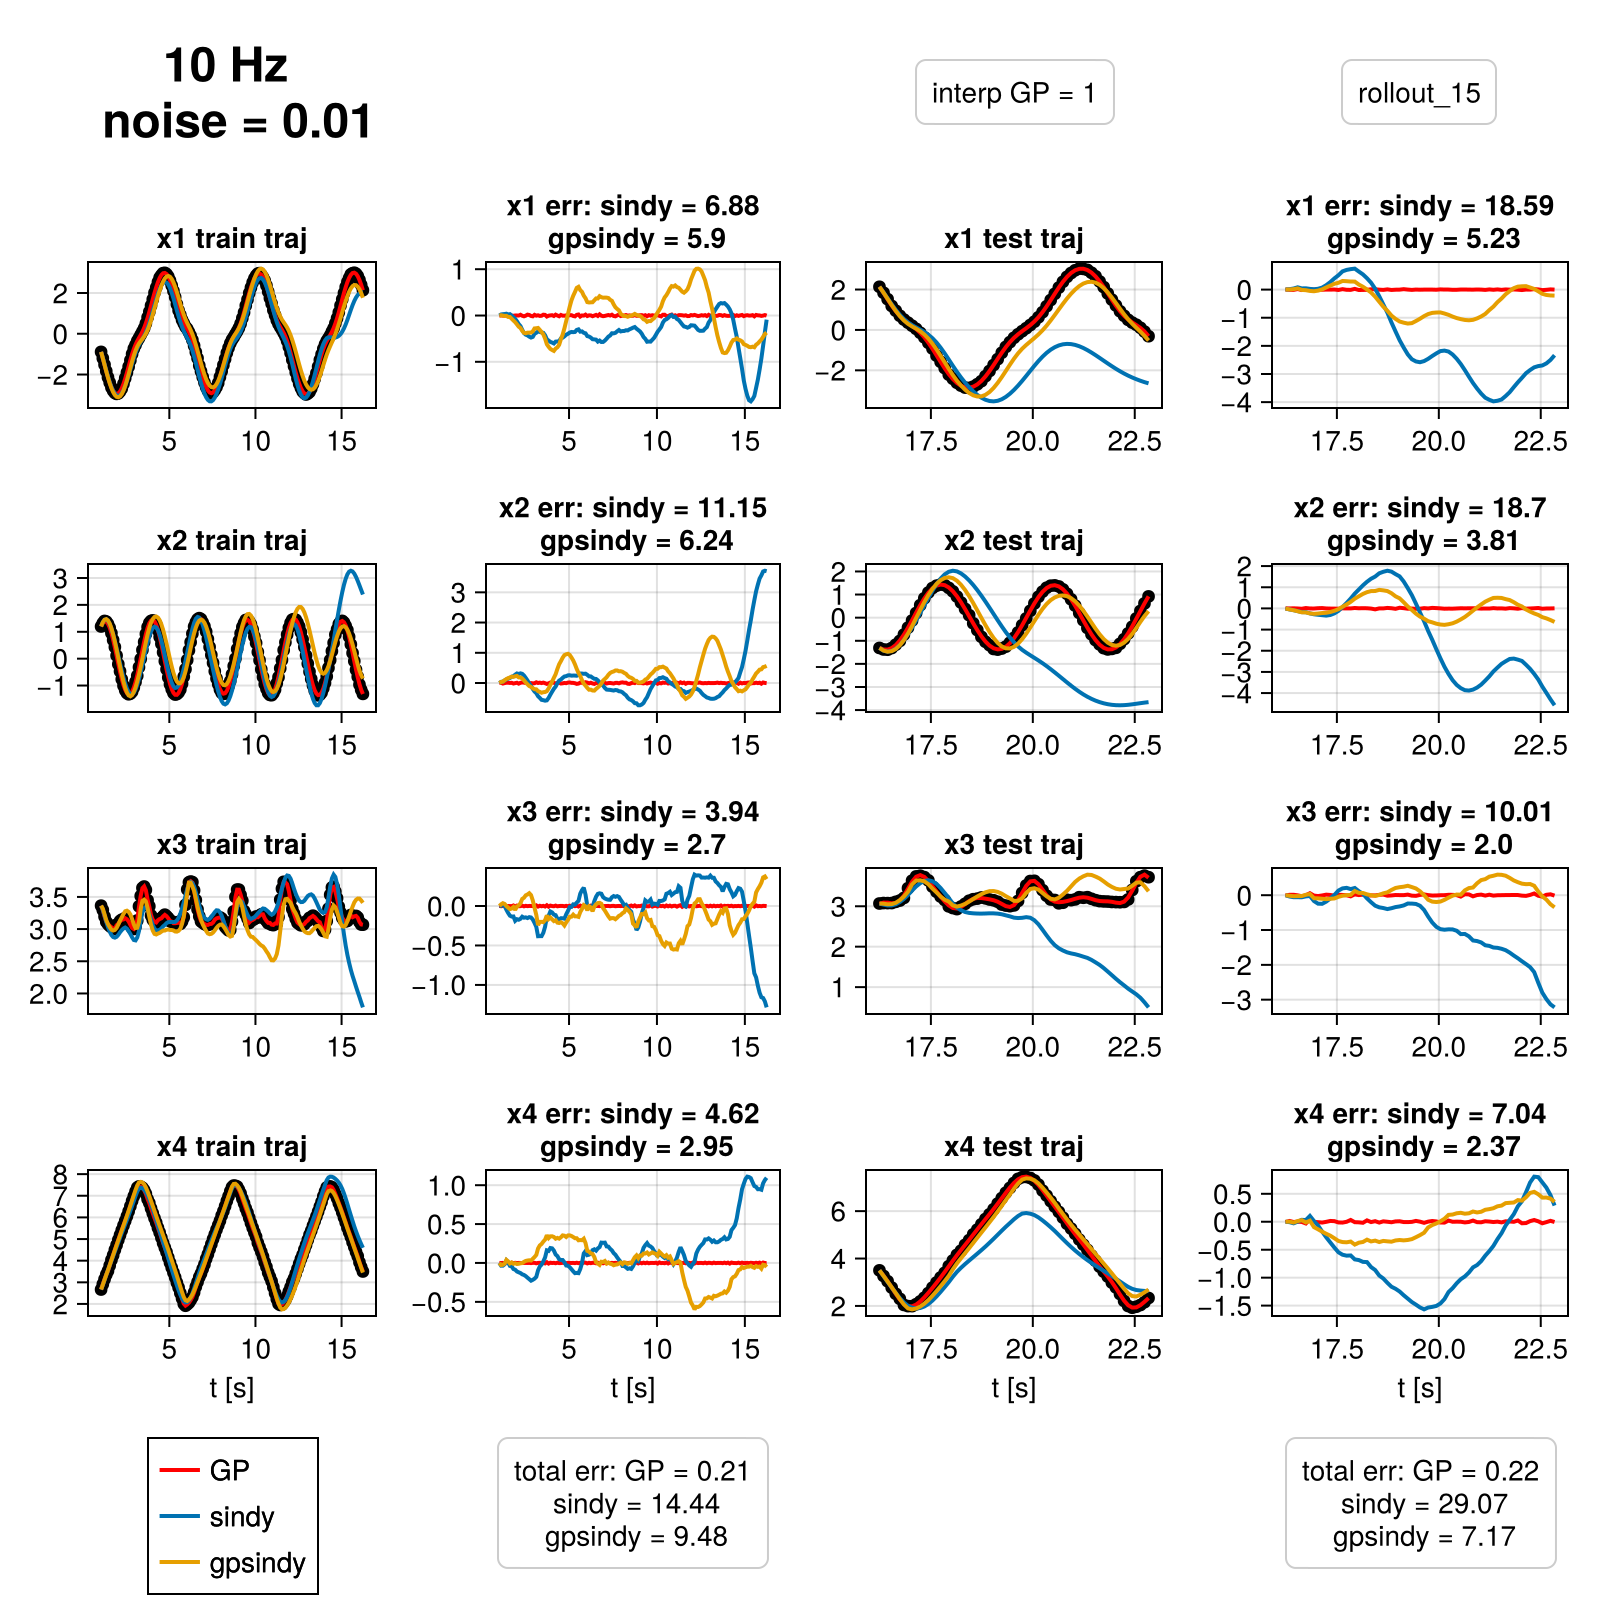 10 Hz
noise = 0.01
interp GP = 1
rollout_15
x1 train traj
2
0
−2
5
10
15
x1 err: sindy = 6.88
gpsindy = 5.9
1
0
−1
5
10
15
x1 test traj
2
0
−2
17.5
20.0
22.5
x1 err: sindy = 18.59
gpsindy = 5.23
0
−1
−2
−3
−4
17.5
20.0
22.5
x2 train traj
3
2
1
0
−1
5
10
15
x2 err: sindy = 11.15
gpsindy = 6.24
3
2
1
0
5
10
15
x2 test traj
2
1
0
−1
−2
−3
−4
17.5
20.0
22.5
x2 err: sindy = 18.7
gpsindy = 3.81
2
1
0
−1
−2
−3
−4
17.5
20.0
22.5
x3 train traj
3.5
3.0
2.5
2.0
5
10
15
x3 err: sindy = 3.94
gpsindy = 2.7
0.0
−0.5
−1.0
5
10
15
x3 test traj
3
2
1
17.5
20.0
22.5
x3 err: sindy = 10.01
gpsindy = 2.0
0
−1
−2
−3
17.5
20.0
22.5
x4 train traj
8
7
6
5
4
3
2
5
10
15
t [s]
x4 err: sindy = 4.62
gpsindy = 2.95
1.0
0.5
0.0
−0.5
5
10
15
t [s]
x4 test traj
6
4
2
17.5
20.0
22.5
t [s]
x4 err: sindy = 7.04
gpsindy = 2.37
0.5
0.0
−0.5
−1.0
−1.5
17.5
20.0
22.5
t [s]
GP
sindy
gpsindy
total err: GP = 0.21
sindy = 14.44
gpsindy = 9.48
total err: GP = 0.22
sindy = 29.07
gpsindy = 7.17